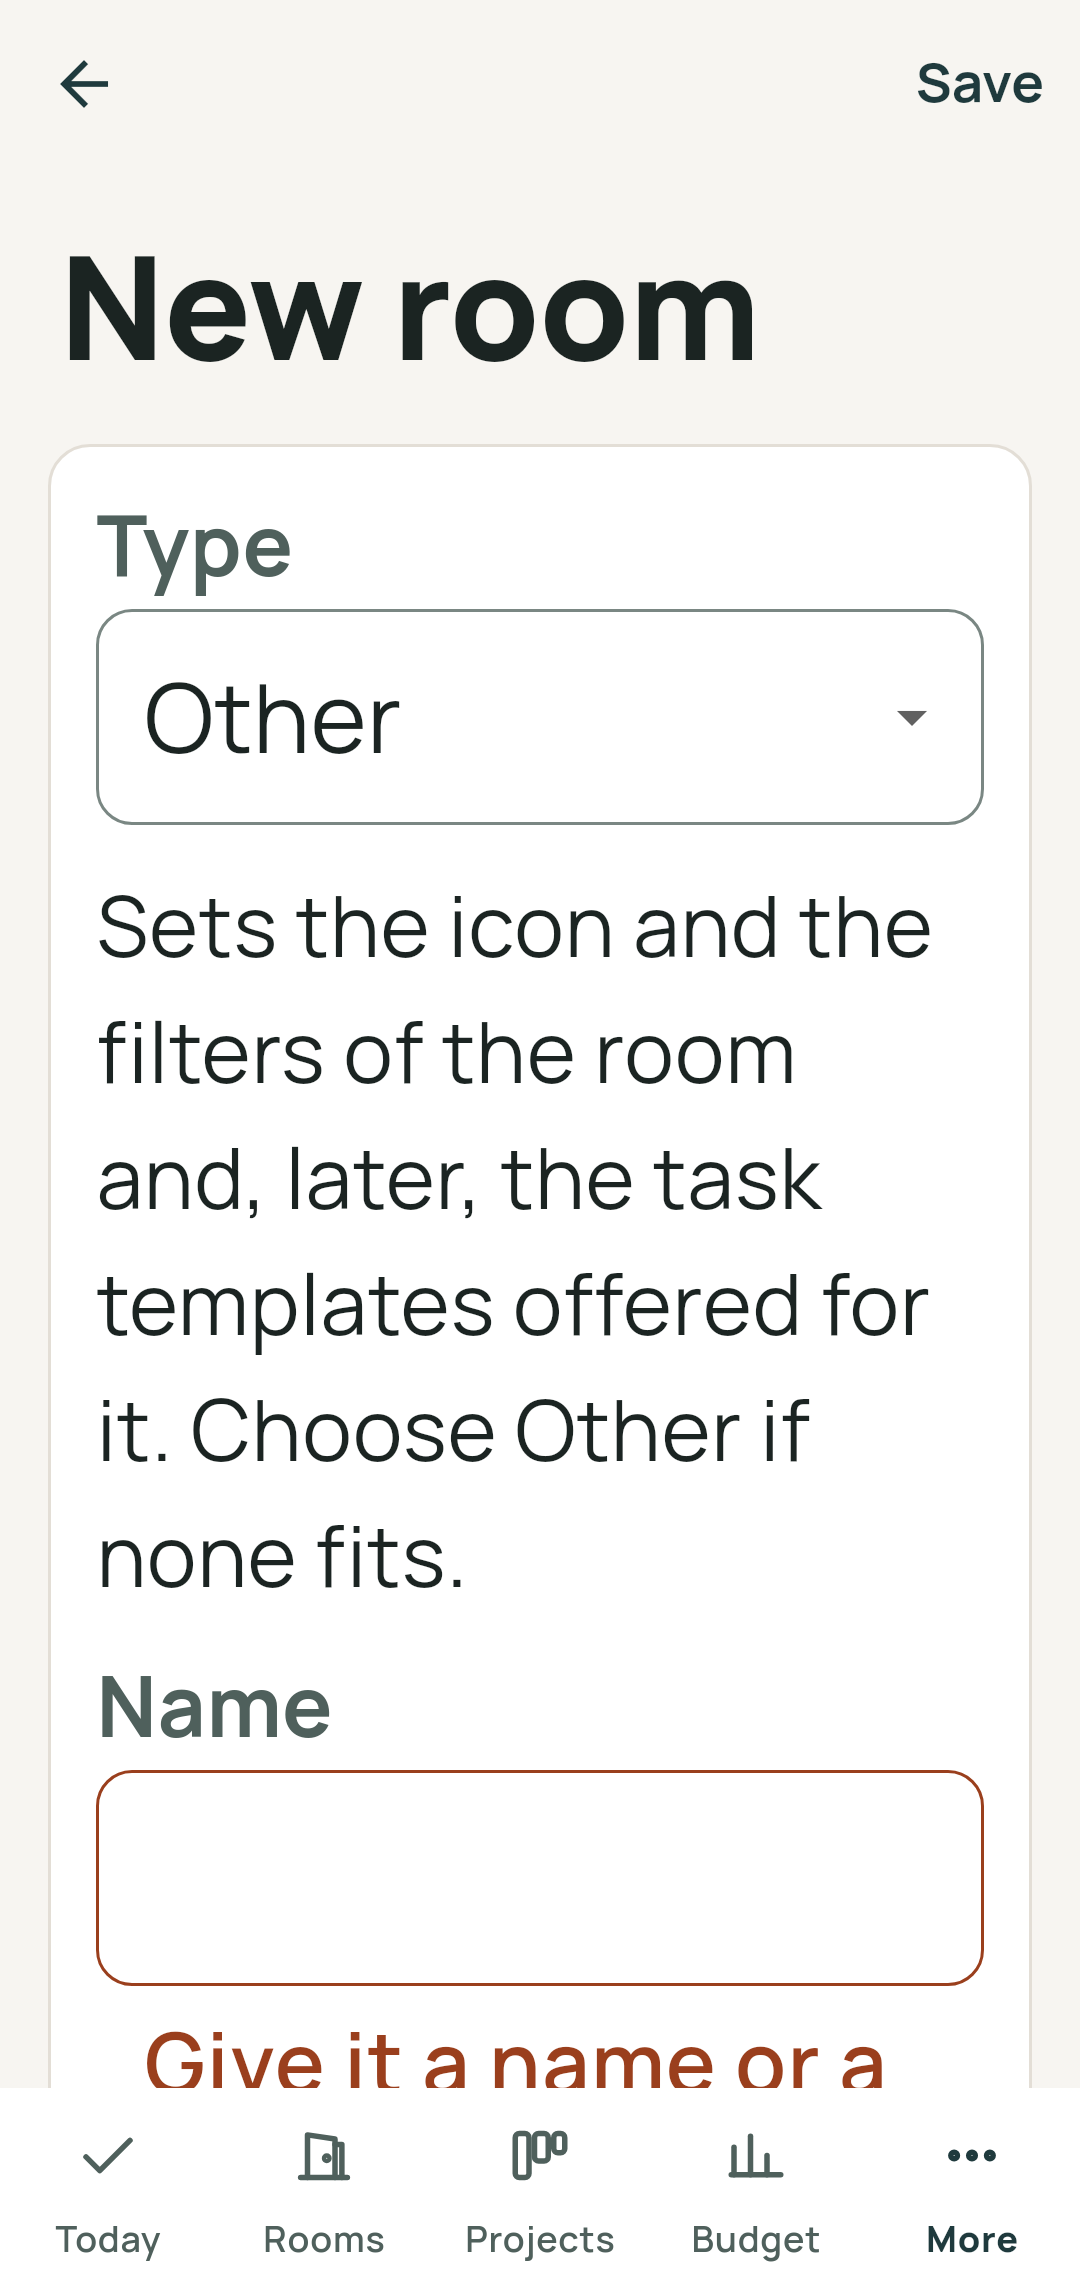 Save
New room
Type
Other
Sets the icon and the
filters of the room
and, later, the task
templates offered for
it. Choose Other if
none fits.
Name
Give it a name or a
Today
Rooms
Projects
Budget
More